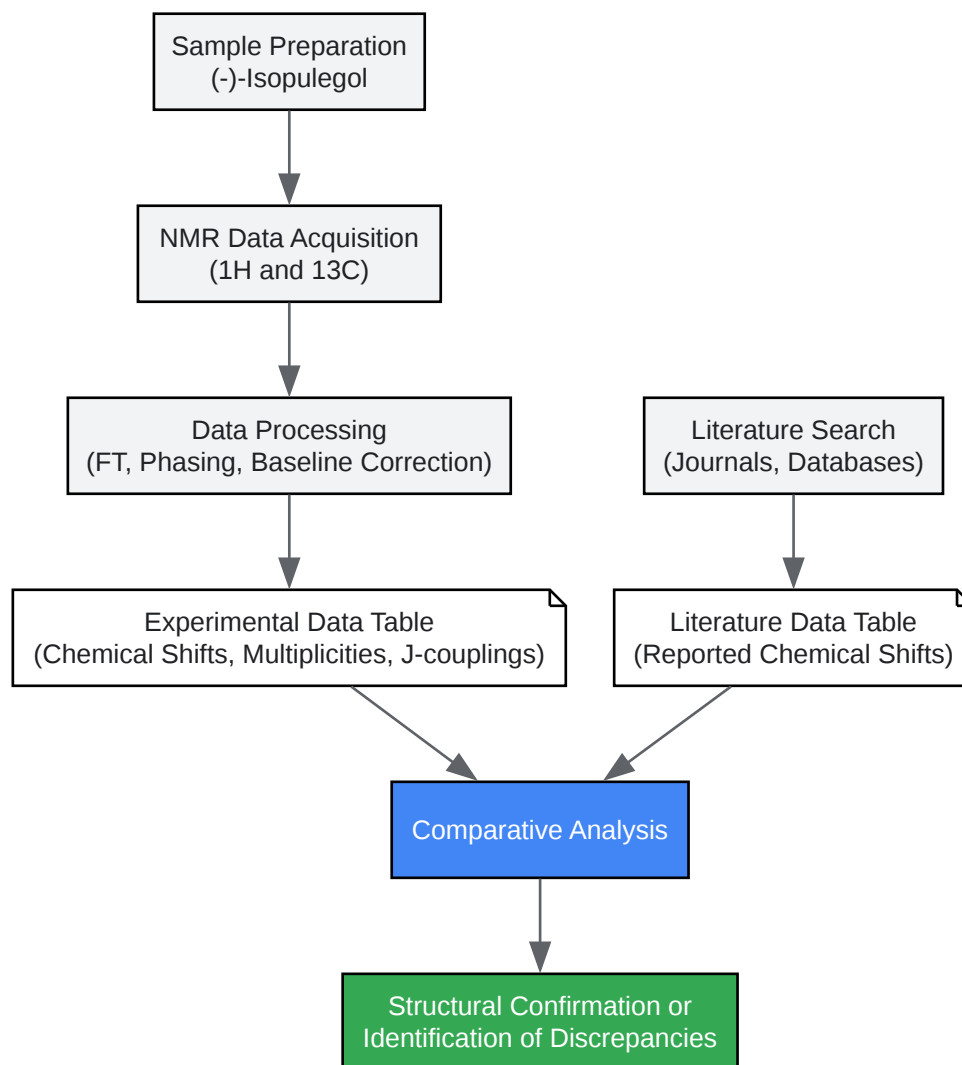 Sample Preparation
(-)-Isopulegol
NMR Data Acquisition
(1H and 13C)
Data Processing
(FT, Phasing, Baseline Correction)
Literature Search
(Journals, Databases)
Experimental Data Table
(Chemical Shifts, Multiplicities, J-couplings)
Literature Data Table
(Reported Chemical Shifts)
Comparative Analysis
Structural Confirmation or
Identification of Discrepancies